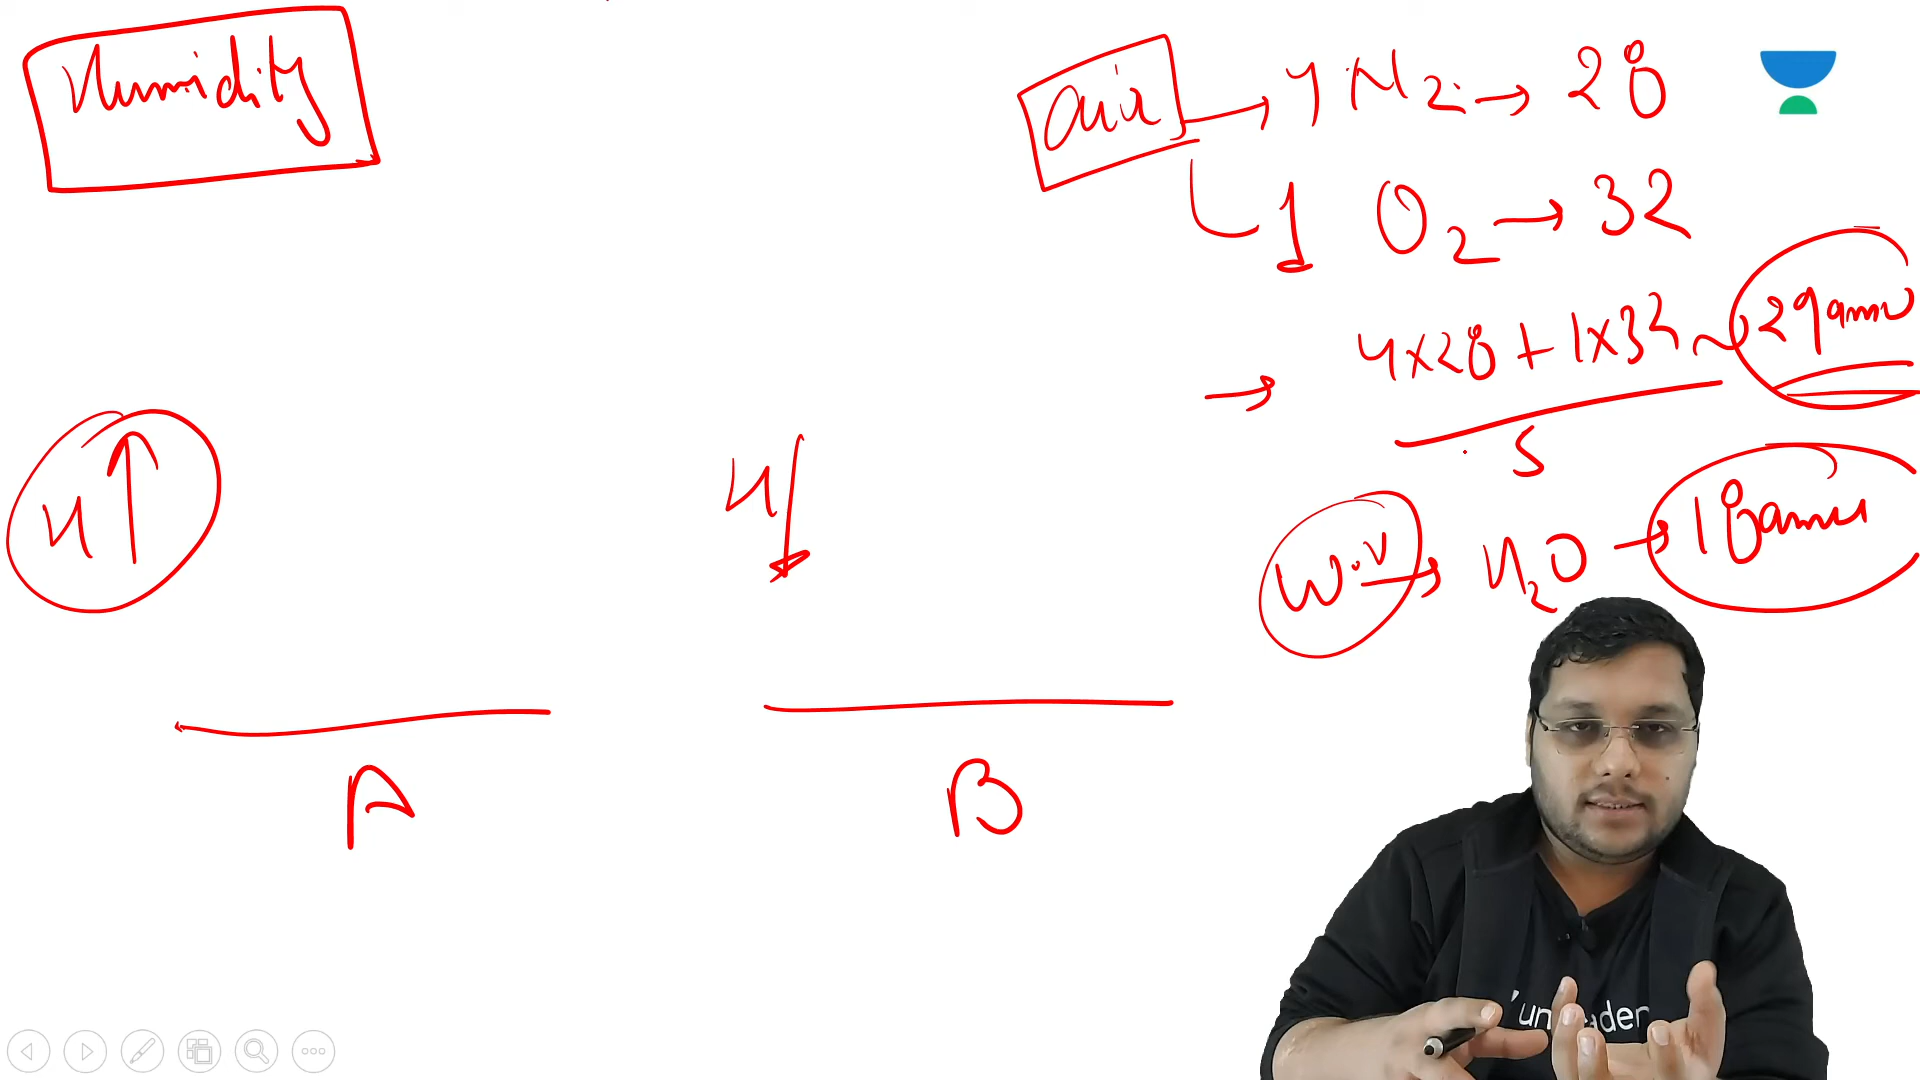 Humidity
air → 4 N2 → 28
1 O2 → 32
→ 4×28 + 1×32 / 5 ~ 29amu
H↑
H↓
W.V → H2O → 18amu
A
B